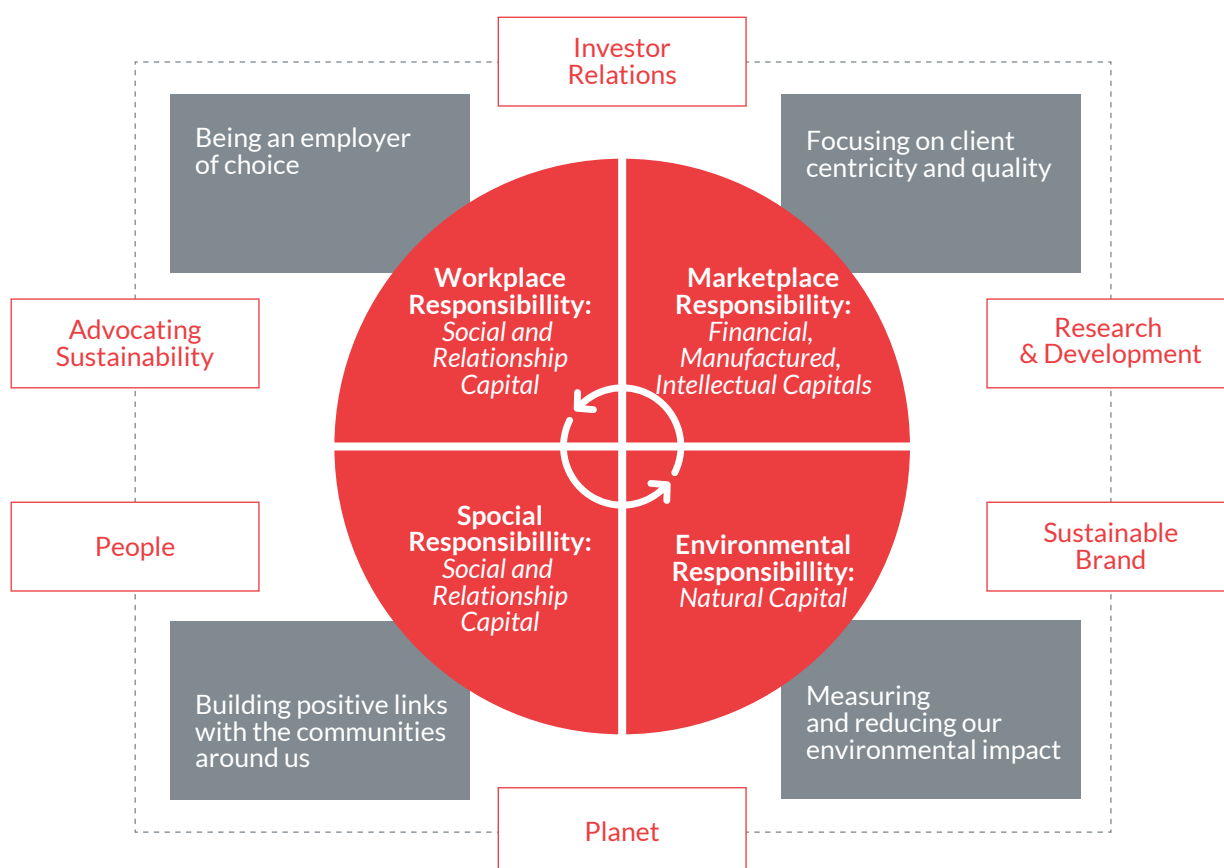 Investor
Relations
Being an employer
of choice
Focusing on client
centricity and quality
Workplace
Responsibillity:
Social and
Relationship
Capital
Marketplace
Responsibility:
Financial,
Manufactured,
Intellectual Capitals
Advocating
Sustainability
Research
& Development
People
Spocial
Responsibillity:
Social and
Relationship
Capital
Environmental
Responsibillity:
Natural Capital
Sustainable
Brand
Building positive links
with the communities
around us
Measuring
and reducing our
environmental impact
Planet